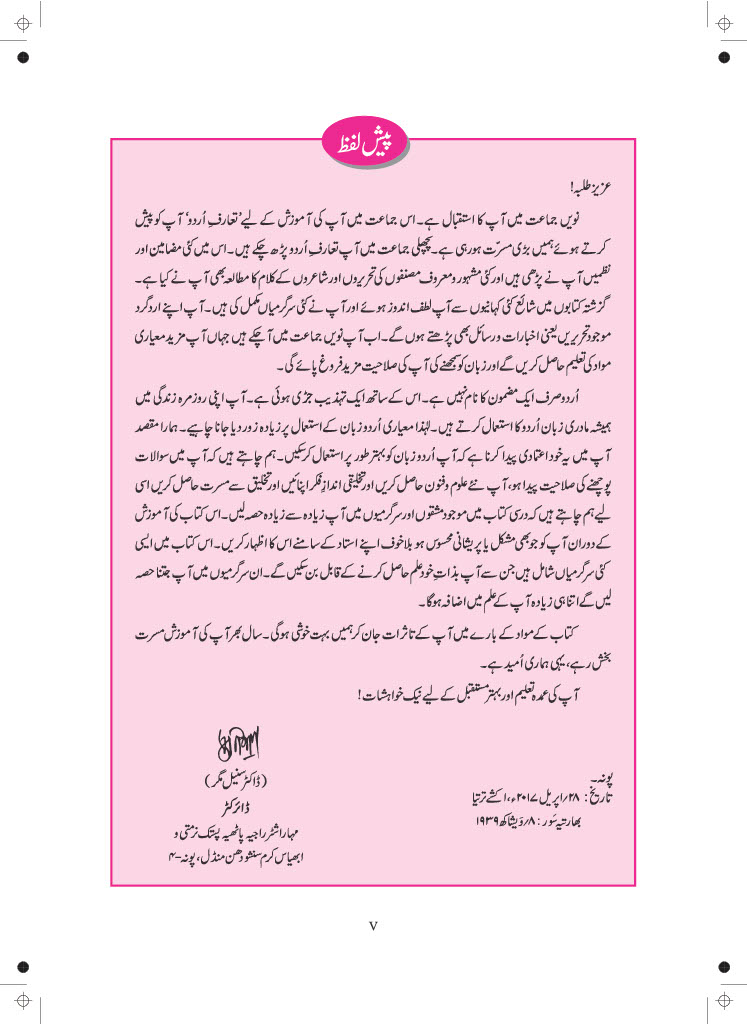 پیش لفظ
عزیز طلبہ!
نویں جماعت میں آپ کا استقبال ہے۔ اس جماعت میں آپ کی آموزش کے لیے 'تعارفِ اُردو' آپ کو پیش
کرتے ہوئے ہمیں بڑی مسرّت ہو رہی ہے۔ پچھلی جماعت میں آپ تعارفِ اُردو پڑھ چکے ہیں۔ اس میں کئی مضامین اور
نظمیں آپ نے پڑھی ہیں اور کئی مشہور و معروف مصنفوں کی تحریروں اور شاعروں کے کلام کا مطالعہ بھی آپ نے کیا ہے۔
گزشتہ کتابوں میں شائع کئی کہانیوں سے آپ لطف اندوز ہوئے اور آپ نے کئی سرگرمیاں مکمل کی ہیں۔ آپ اپنے اردگرد
موجود تحریریں یعنی اخبارات و رسائل بھی پڑھتے ہوں گے۔ اب آپ نویں جماعت میں آ چکے ہیں جہاں آپ مزید معیاری
مواد کی تعلیم حاصل کریں گے اور زبان کو سمجھنے کی آپ کی صلاحیت مزید فروغ پائے گی۔
اُردو صرف ایک مضمون کا نام نہیں ہے۔ اس کے ساتھ ایک تہذیب جڑی ہوئی ہے۔ آپ اپنی روزمرہ زندگی میں
ہمیشہ مادری زبان اُردو کا استعمال کرتے ہیں۔ لہٰذا معیاری اُردو زبان کے استعمال پر زیادہ زور دیا جانا چاہیے۔ ہمارا مقصد
آپ میں یہ خود اعتمادی پیدا کرنا ہے کہ آپ اُردو زبان کو بہتر طور پر استعمال کرسکیں۔ ہم چاہتے ہیں کہ آپ میں سوالات
پوچھنے کی صلاحیت پیدا ہو، آپ نئے علوم و فنون حاصل کریں اور تخلیقی اندازِ فکر اپنائیں اور تخلیق سے مسرت حاصل کریں اسی
لیے ہم چاہتے ہیں کہ درسی کتاب میں موجود مشقوں اور سرگرمیوں میں آپ زیادہ سے زیادہ حصہ لیں۔ اس کتاب کی آموزش
کے دوران آپ کو جو بھی مشکل یا پریشانی محسوس ہو بلاخوف اپنے استاد کے سامنے اس کا اظہار کریں۔ اس کتاب میں ایسی
کئی سرگرمیاں شامل ہیں جن سے آپ بذاتِ خود علم حاصل کرنے کے قابل بن سکیں گے۔ ان سرگرمیوں میں آپ جتنا حصہ
لیں گے اتنا ہی زیادہ آپ کے علم میں اضافہ ہوگا۔
کتاب کے مواد کے بارے میں آپ کے تاثرات جان کر ہمیں بہت خوشی ہوگی۔ سال بھر آپ کی آموزش مسرت
بخش رہے، یہی ہماری اُمید ہے۔
آپ کی عمدہ تعلیم اور بہتر مستقبل کے لیے نیک خواہشات!
(ڈاکٹر سنیل مگر)
ڈائرکٹر
مہاراشٹر راجیہ پاٹھیہ پستک نرمتی و
ابھیاس کرم سنشودھن منڈل، پونہ-۴
پونہ۔
تاریخ: ۲۸/اپریل ۲۰۱۷ء، اکشے ترتیا
بھارتیہ سَور: ۸/ویشاکھ ۱۹۳۹
v